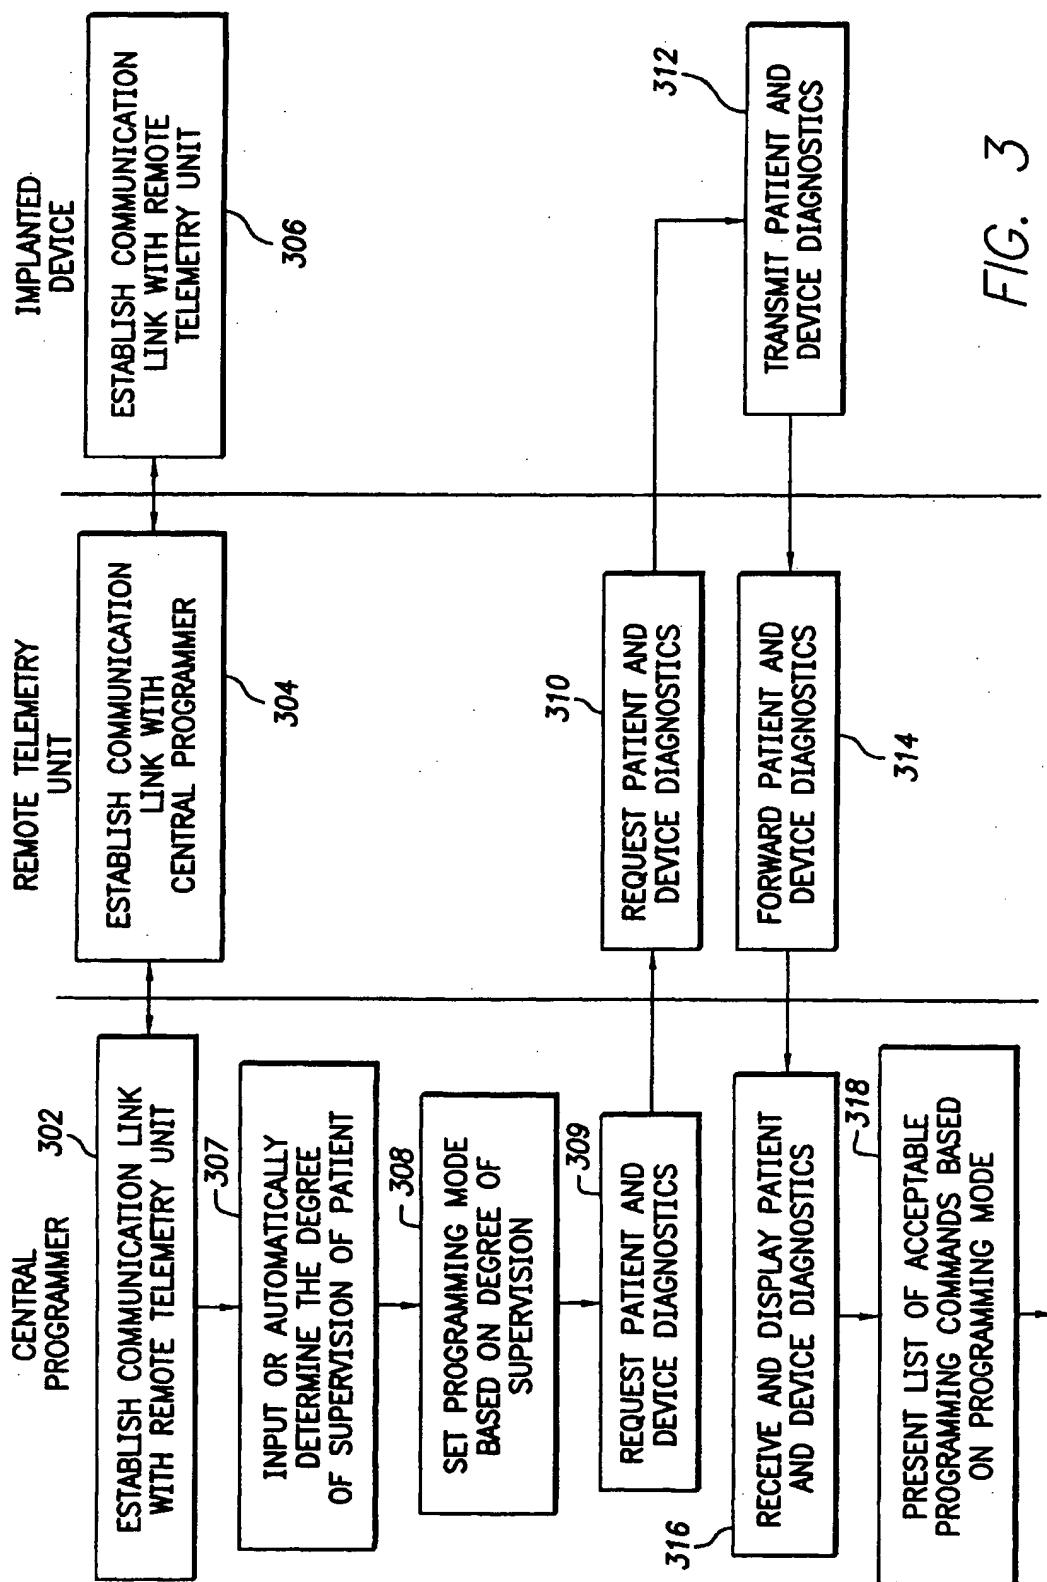 CENTRAL
PROGRAMMER
REMOTE TELEMETRY
UNIT
IMPLANTED
DEVICE
302
ESTABLISH COMMUNICATION LINK
WITH REMOTE TELEMETRY UNIT
ESTABLISH COMMUNICATION
LINK WITH
CENTRAL PROGRAMMER
304
ESTABLISH COMMUNICATION
LINK WITH REMOTE
TELEMETRY UNIT
306
307
INPUT OR AUTOMATICALLY
DETERMINE THE DEGREE
OF SUPERVISION OF PATIENT
308
SET PROGRAMMING MODE
BASED ON DEGREE OF
SUPERVISION
309
REQUEST PATIENT AND
DEVICE DIAGNOSTICS
310
REQUEST PATIENT AND
DEVICE DIAGNOSTICS
312
TRANSMIT PATIENT AND
DEVICE DIAGNOSTICS
FORWARD PATIENT AND
DEVICE DIAGNOSTICS
314
316
RECEIVE AND DISPLAY PATIENT
AND DEVICE DIAGNOSTICS
318
PRESENT LIST OF ACCEPTABLE
PROGRAMMING COMMANDS BASED
ON PROGRAMMING MODE
FIG. 3